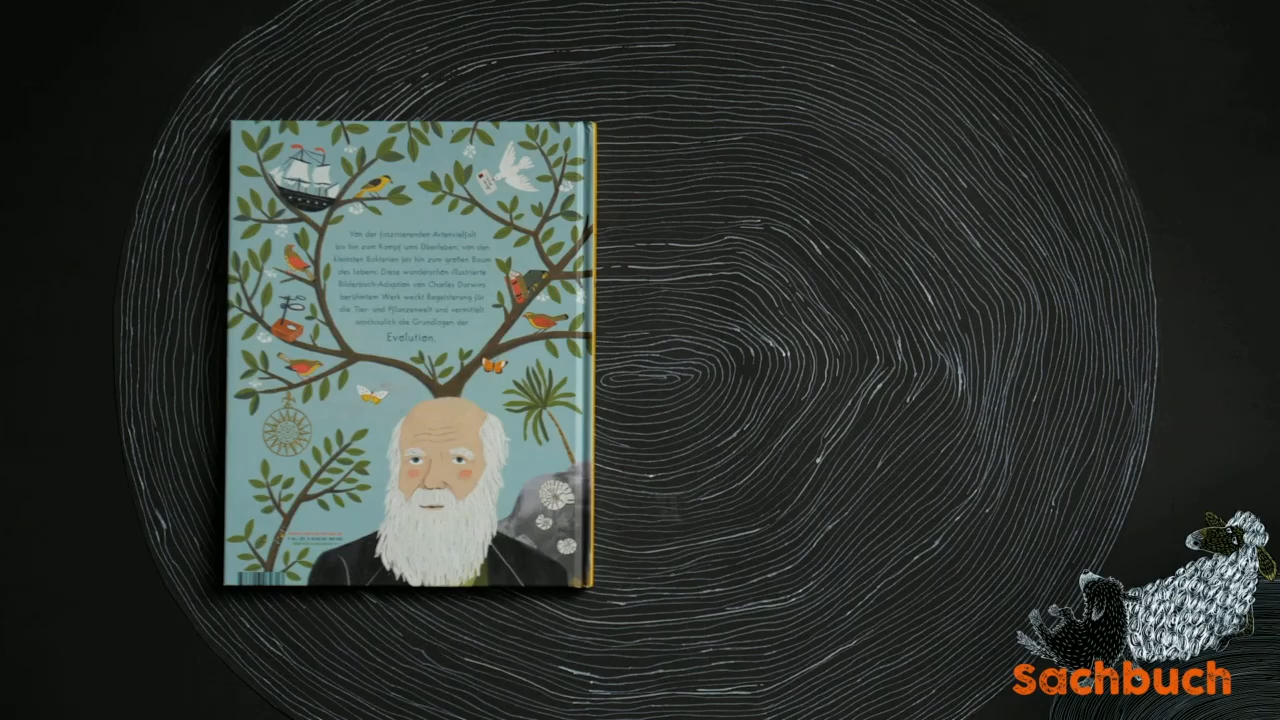 Von der faszinierenden Artenvielfalt
bis hin zum Kampf ums Überleben, von den
kleinsten Bakterien bis hin zum großen Baum
des Lebens: Diese wunderschön illustrierte
Bilderbuch-Adaption von Charles Darwins
berühmtem Werk weckt Begeisterung für
die Tier- und Pflanzenwelt und vermittelt
anschaulich die Grundlagen der
Evolution.
Sachbuch